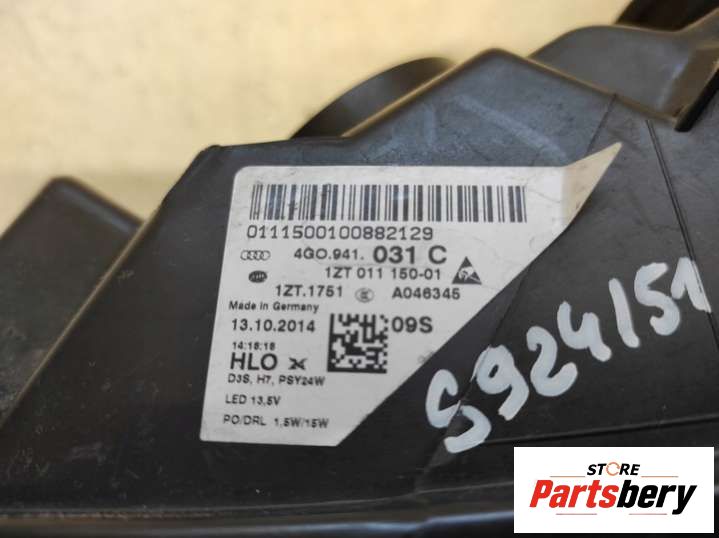 0111500100882129
4GO.941. 031 C
1ZT 011 150-01
1ZT.1751 A046345
Made in Germany
13.10.2014 09S
14:18:18
HLO
D3S, H7, PSY24W
LED 13,5V
PO/DRL 1,5W/15W
S924151
STORE
Partsbery